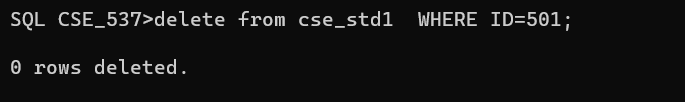 SQL CSE_537>delete from cse_std1  WHERE ID=501;
0 rows deleted.